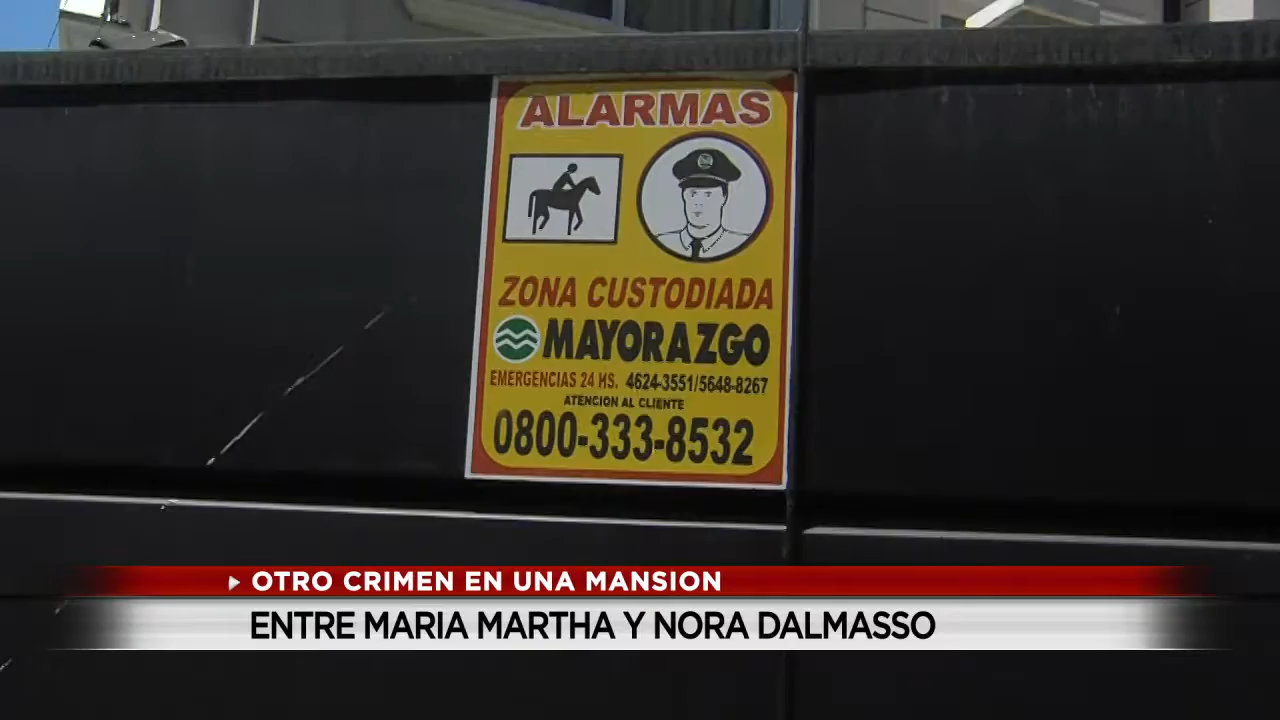 ALARMAS
ZONA CUSTODIADA
MAYORAZGO
EMERGENCIAS 24 HS. 4624-3551/5648-8267
ATENCION AL CLIENTE
0800-333-8532
OTRO CRIMEN EN UNA MANSION
ENTRE MARIA MARTHA Y NORA DALMASSO